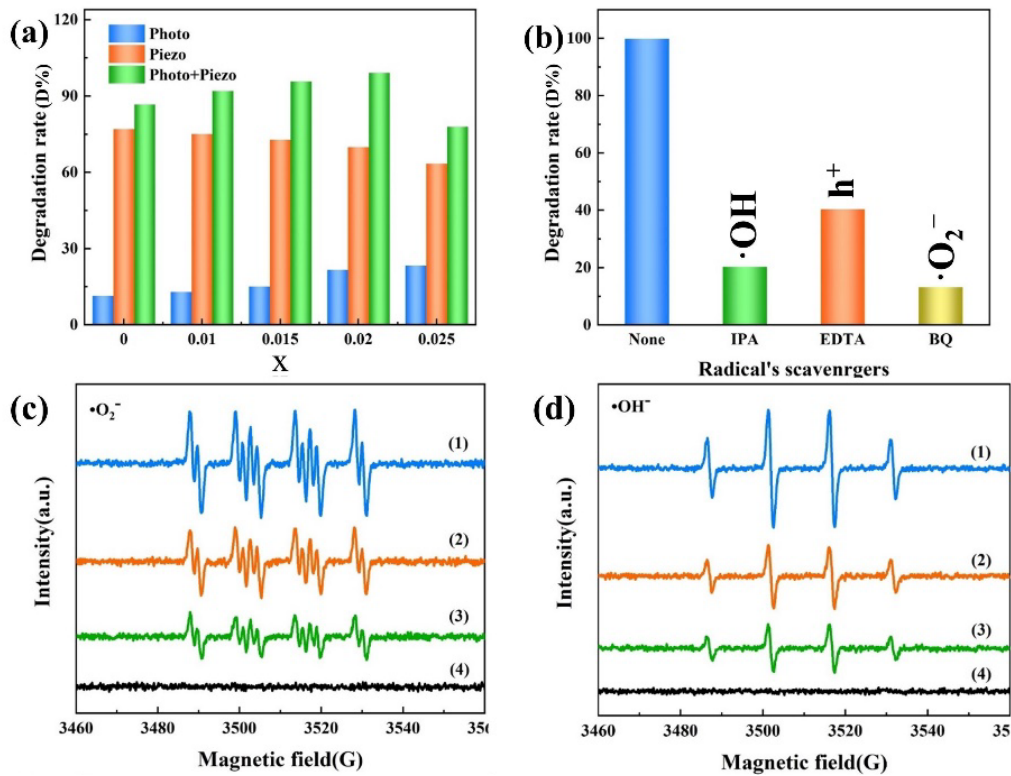 (a)
Photo
Piezo
Photo+Piezo
Degradation rate (D%)
120
90
60
30
0
0 0.01 0.015 0.02 0.025
X
(b)
Degradation rate (D%)
100
80
60
40
20
0
·OH
h⁺
·O₂⁻
None IPA EDTA BQ
Radical's scavenrgers
(c)
•O₂⁻
(1)
(2)
(3)
(4)
Intensity(a.u.)
3460 3480 3500 3520 3540 3560
Magnetic field(G)
(d)
•OH⁻
(1)
(2)
(3)
(4)
Intensity(a.u.)
3460 3480 3500 3520 3540 35
Magnetic field(G)